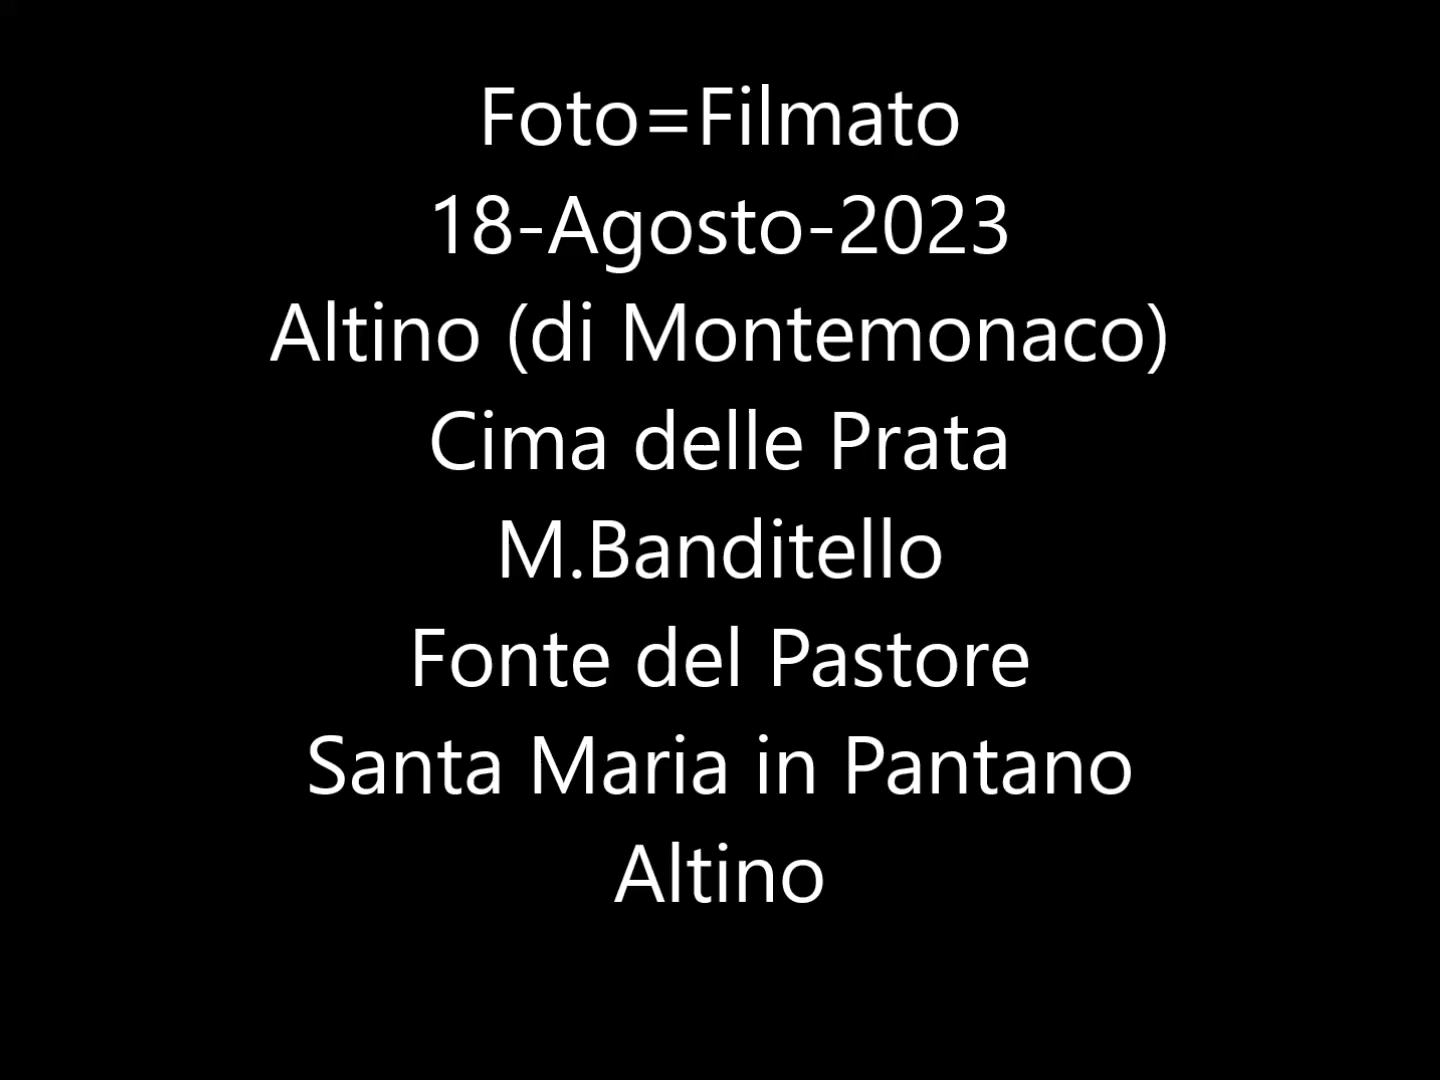 Foto=Filmato
18-Agosto-2023
Altino (di Montemonaco)
Cima delle Prata
M.Banditello
Fonte del Pastore
Santa Maria in Pantano
Altino